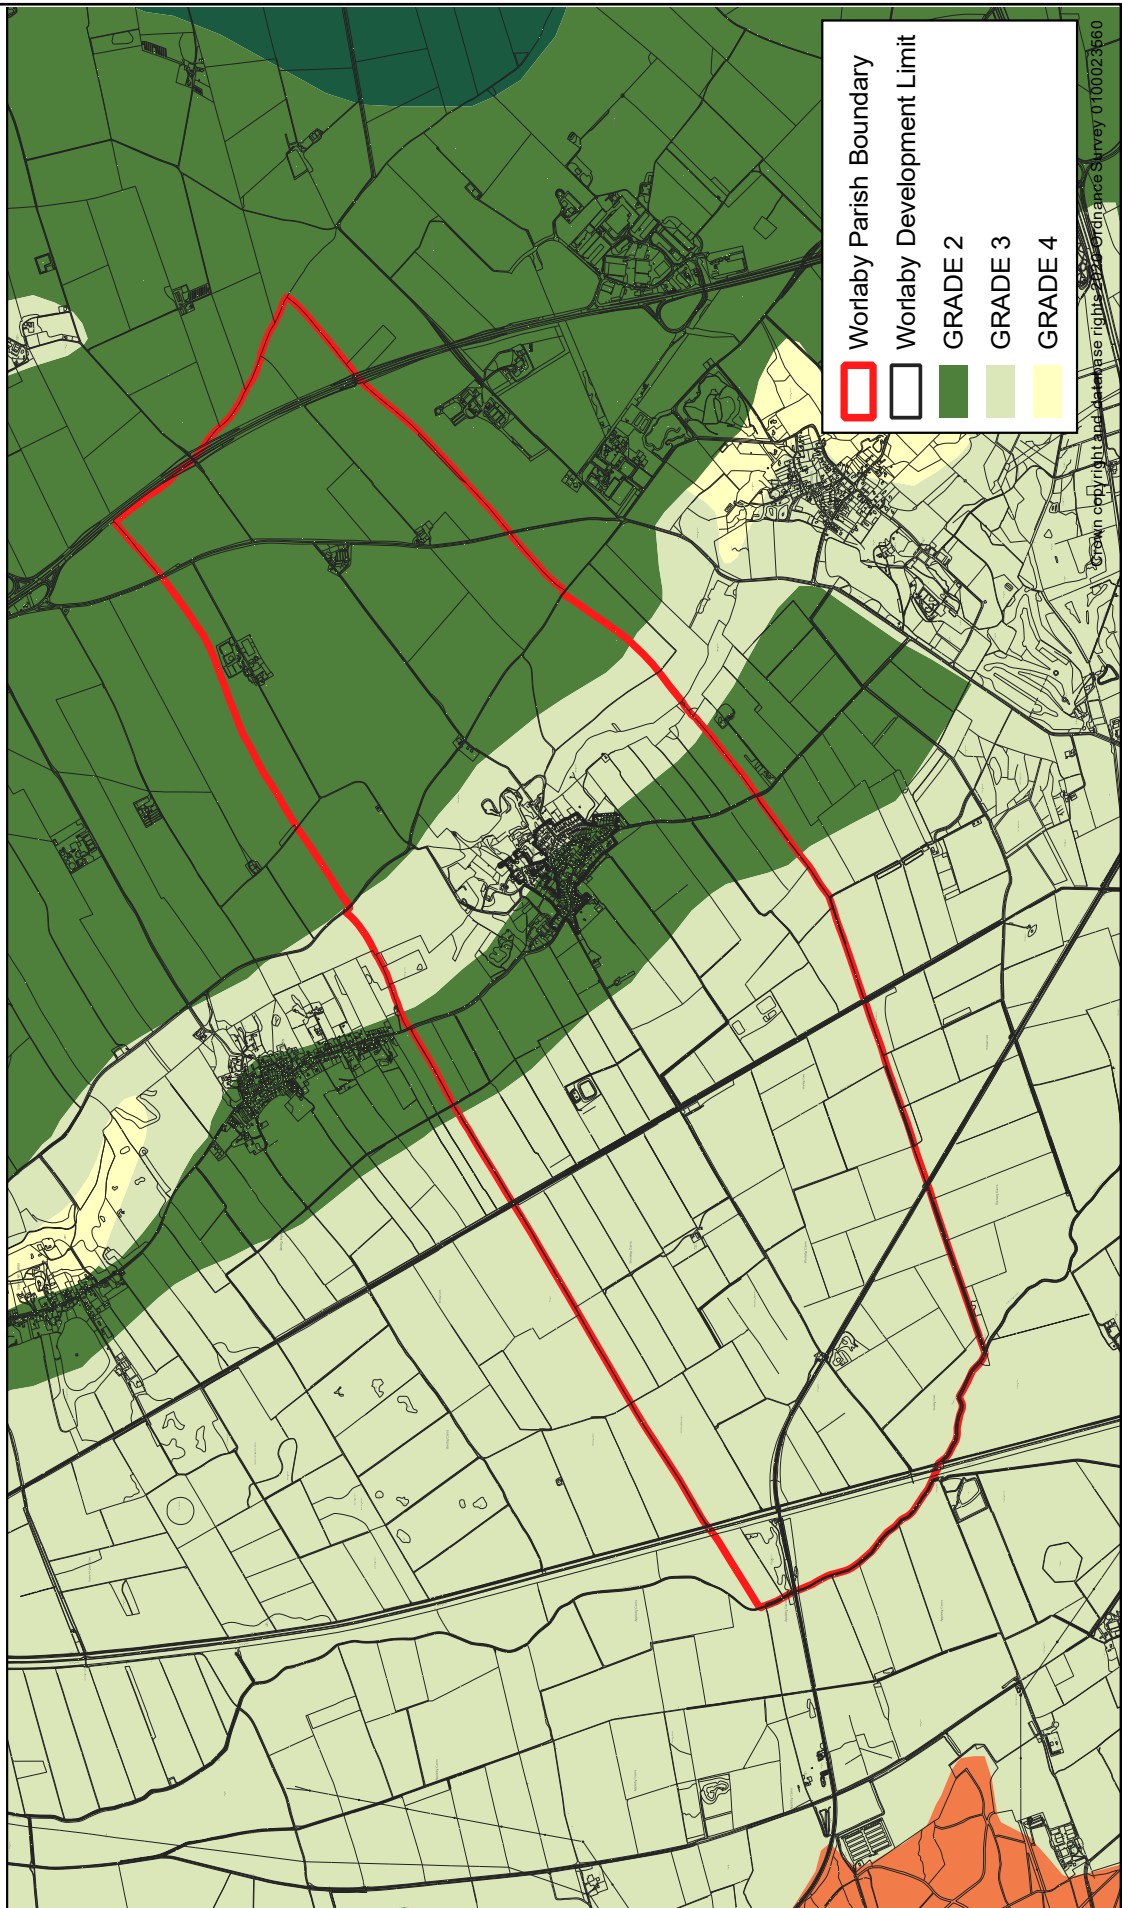 Worlaby Parish Boundary
Worlaby Development Limit
GRADE 2
GRADE 3
GRADE 4
Crown copyright and database rights 2020 Ordnance Survey 0100023560